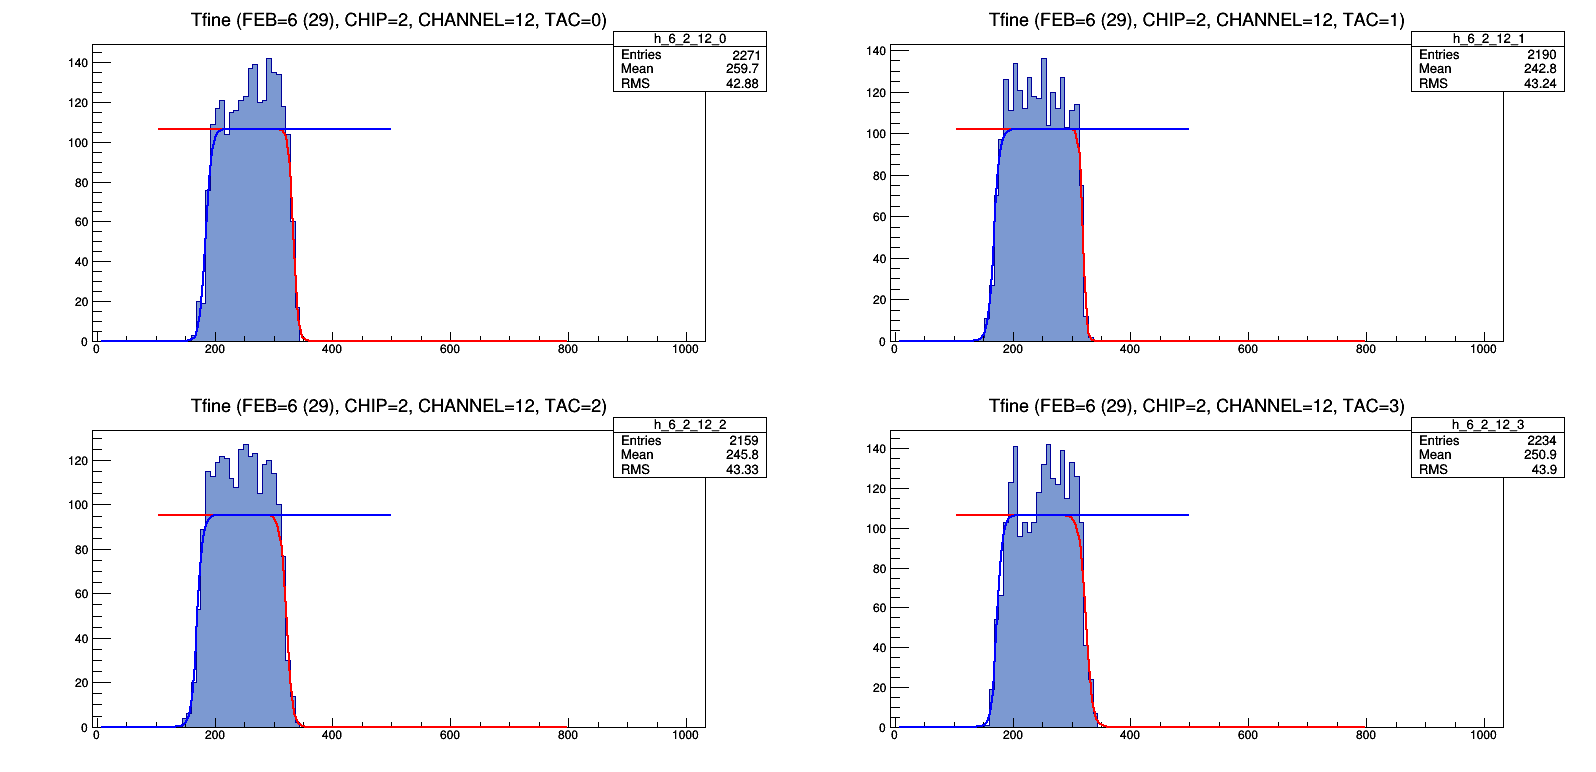 Tfine (FEB=6 (29), CHIP=2, CHANNEL=12, TAC=0)
h_6_2_12_0
Entries 2271
Mean 259.7
RMS 42.88
140
120
100
80
60
40
20
0
0 200 400 600 800 1000
Tfine (FEB=6 (29), CHIP=2, CHANNEL=12, TAC=1)
h_6_2_12_1
Entries 2190
Mean 242.8
RMS 43.24
140
120
100
80
60
40
20
0
0 200 400 600 800 1000
Tfine (FEB=6 (29), CHIP=2, CHANNEL=12, TAC=2)
h_6_2_12_2
Entries 2159
Mean 245.8
RMS 43.33
120
100
80
60
40
20
0
0 200 400 600 800 1000
Tfine (FEB=6 (29), CHIP=2, CHANNEL=12, TAC=3)
h_6_2_12_3
Entries 2234
Mean 250.9
RMS 43.9
140
120
100
80
60
40
20
0
0 200 400 600 800 1000